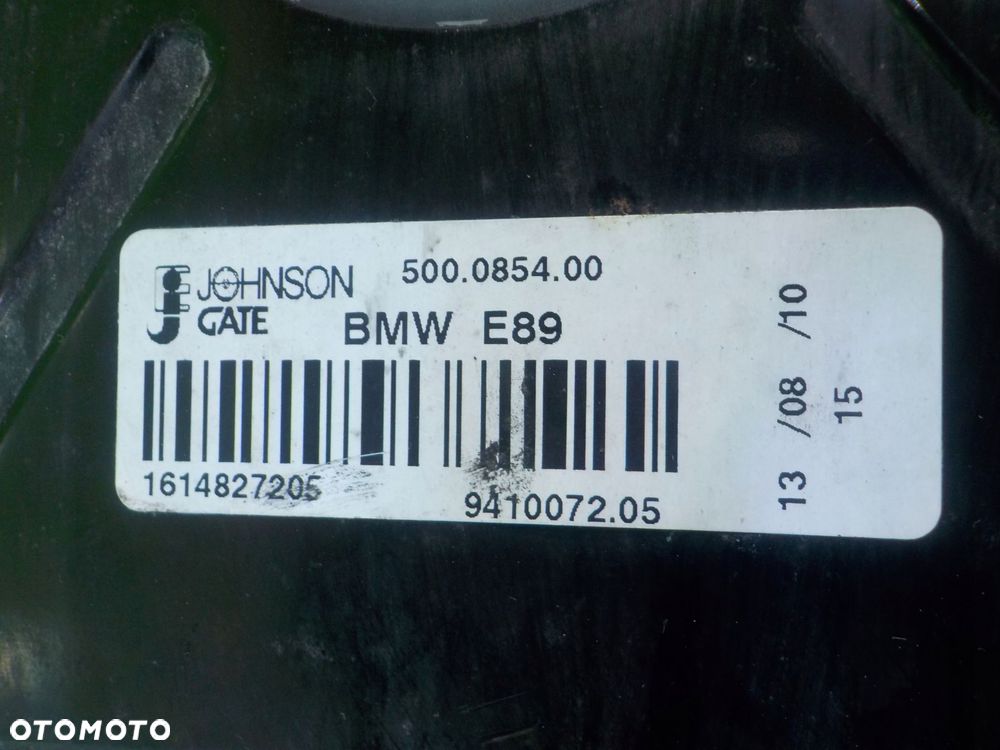 JOHNSON
GATE
500.0854.00
BMW E89
1614827205
9410072.05
13 /08 /10
15
OTOMOTO